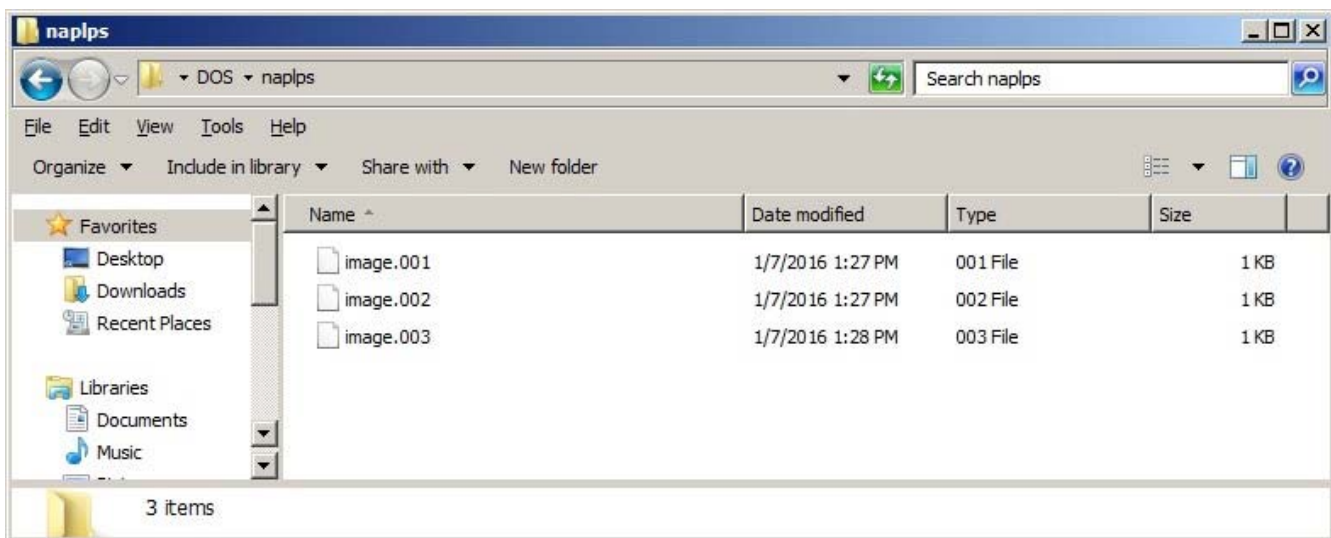 naplps
DOS naplps Search naplps
File Edit View Tools Help
Organize Include in library Share with New folder
Name Date modified Type Size
Favorites
Desktop
Downloads
Recent Places
Libraries
Documents
Music
image.001 1/7/2016 1:27 PM 001 File 1 KB
image.002 1/7/2016 1:27 PM 002 File 1 KB
image.003 1/7/2016 1:28 PM 003 File 1 KB
3 items